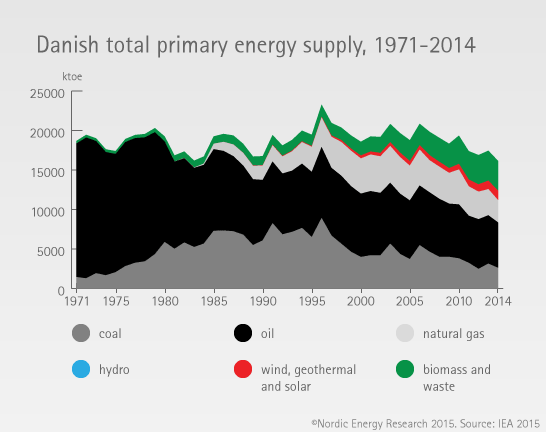 Danish total primary energy supply, 1971-2014
ktoe
25000
20000
15000
10000
5000
0
1971 1975 1980 1985 1990 1995 2000 2005 2010 2014
coal oil natural gas
hydro wind, geothermal and solar biomass and waste
©Nordic Energy Research 2015. Source: IEA 2015